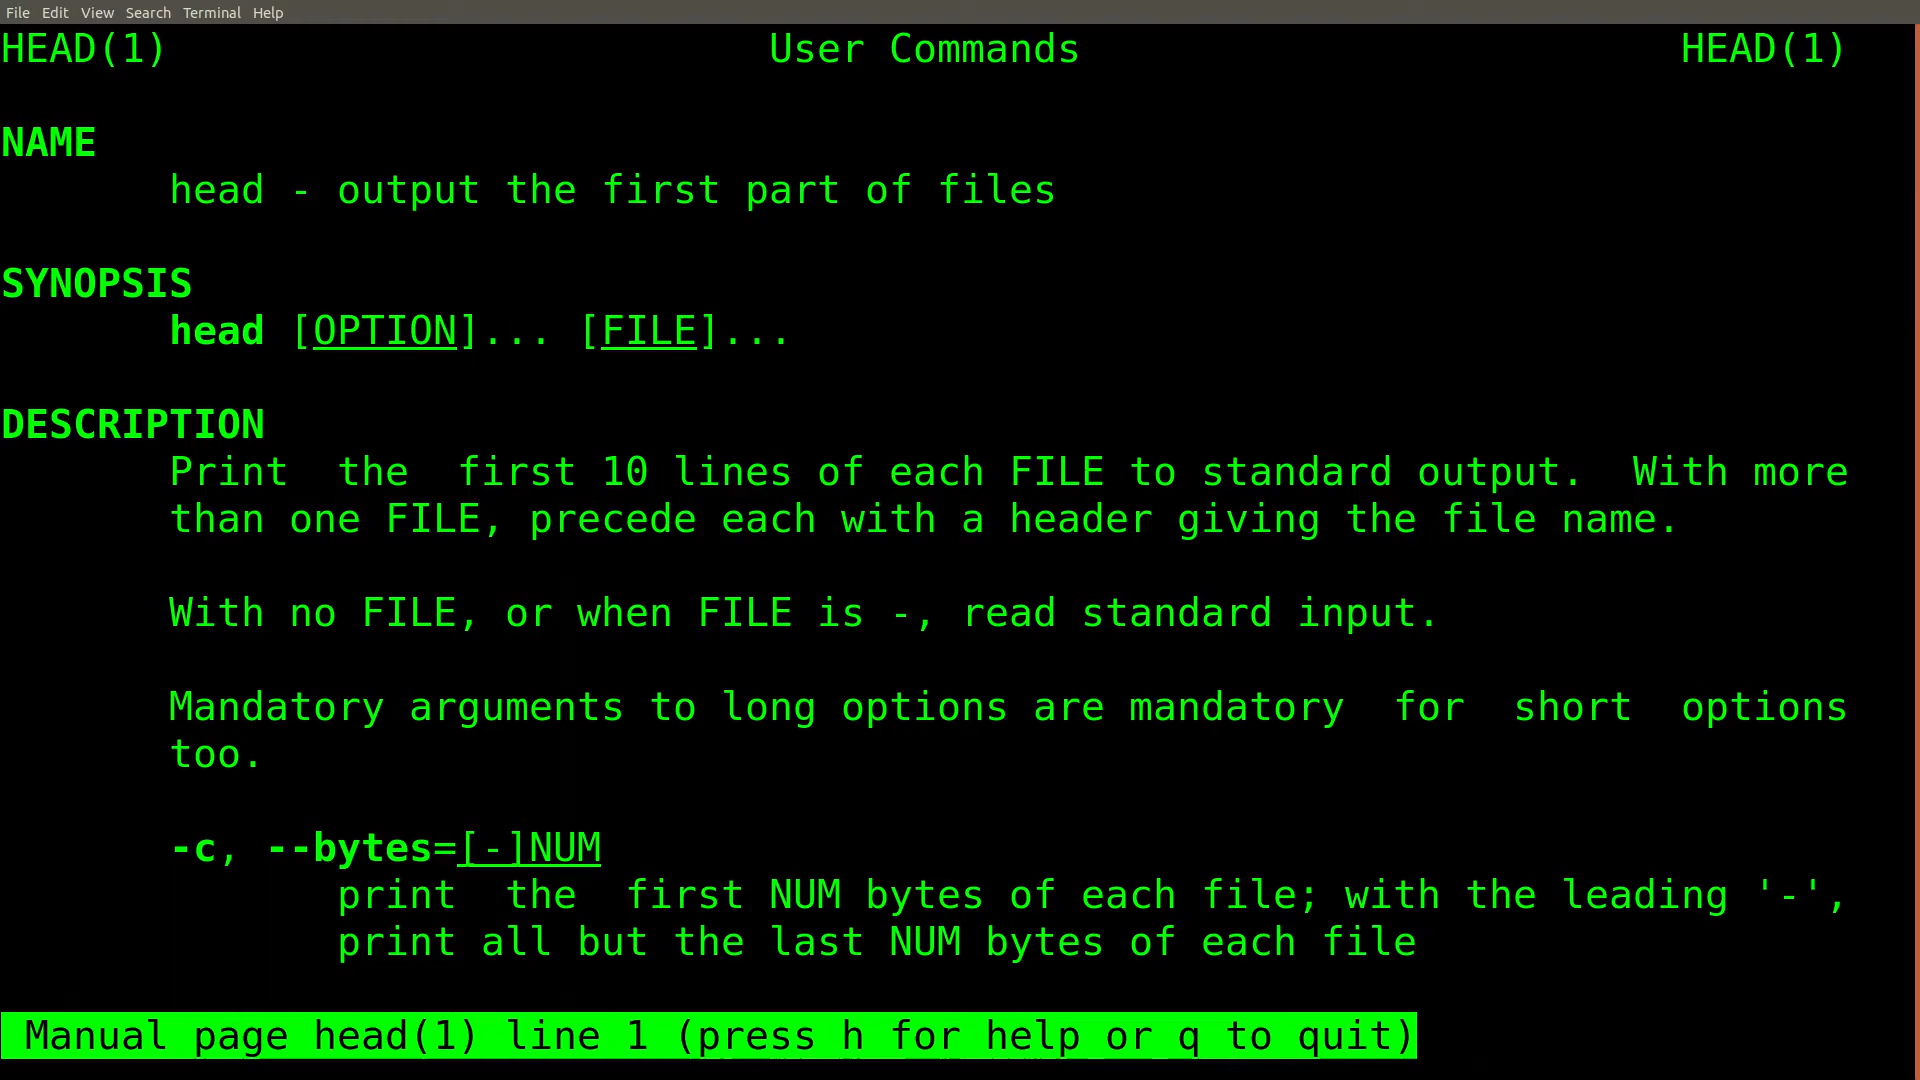 File Edit View Search Terminal Help
HEAD(1) User Commands HEAD(1)
NAME
head - output the first part of files
SYNOPSIS
head [OPTION]... [FILE]...
DESCRIPTION
Print the first 10 lines of each FILE to standard output. With more
than one FILE, precede each with a header giving the file name.
With no FILE, or when FILE is -, read standard input.
Mandatory arguments to long options are mandatory for short options
too.
-c, --bytes=[-]NUM
print the first NUM bytes of each file; with the leading '-',
print all but the last NUM bytes of each file
Manual page head(1) line 1 (press h for help or q to quit)